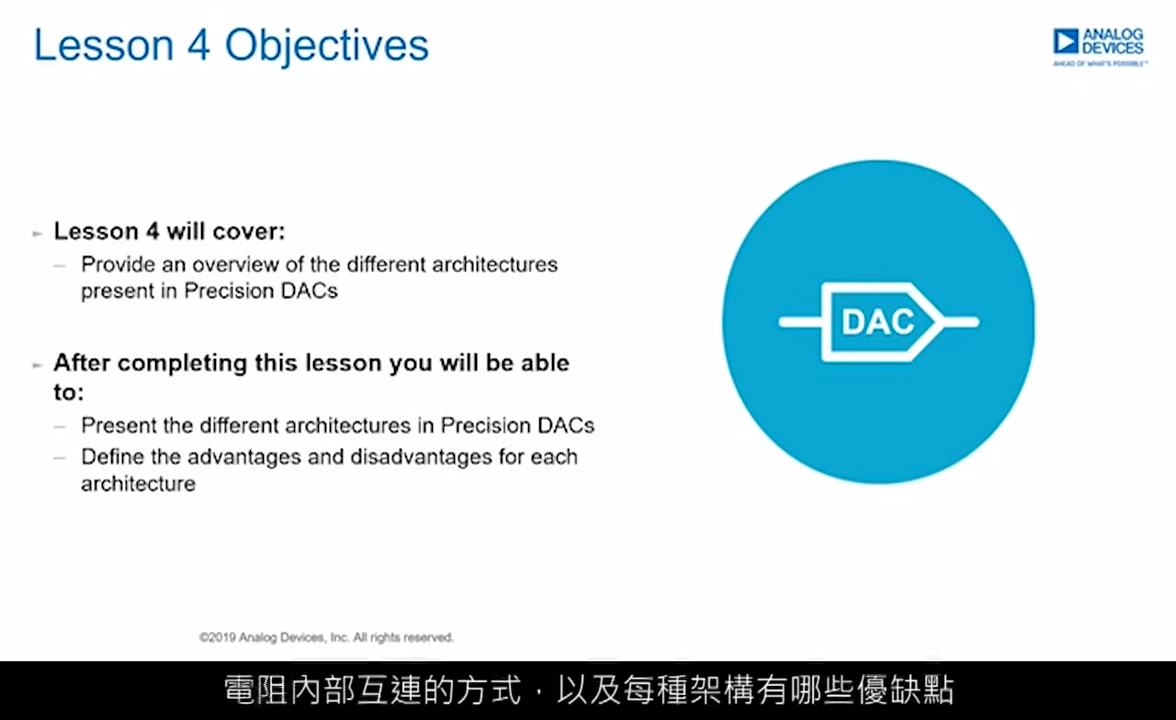 Lesson 4 Objectives
ANALOG
DEVICES
AHEAD OF WHAT'S POSSIBLE™
Lesson 4 will cover:
– Provide an overview of the different architectures
present in Precision DACs
After completing this lesson you will be able
to:
– Present the different architectures in Precision DACs
– Define the advantages and disadvantages for each
architecture
DAC
©2019 Analog Devices, Inc. All rights reserved.
電阻內部互連的方式，以及每種架構有哪些優缺點